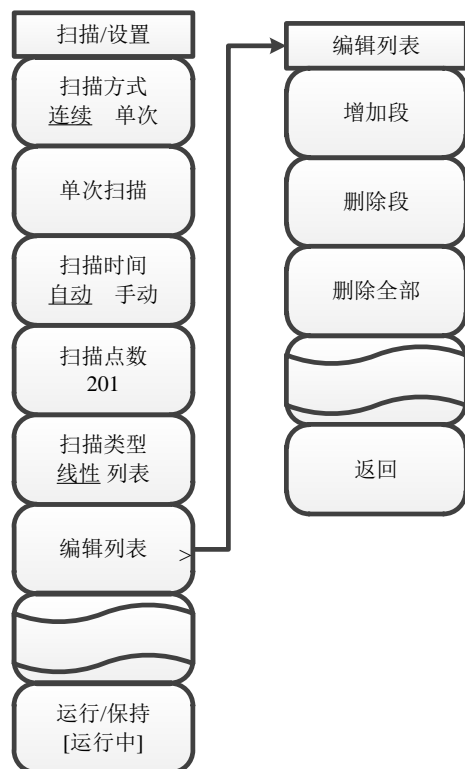 扫描/设置
扫描方式
连续 单次
单次扫描
扫描时间
自动 手动
扫描点数
201
扫描类型
线性 列表
编辑列表 >
运行/保持
[运行中]
编辑列表
增加段
删除段
删除全部
返回